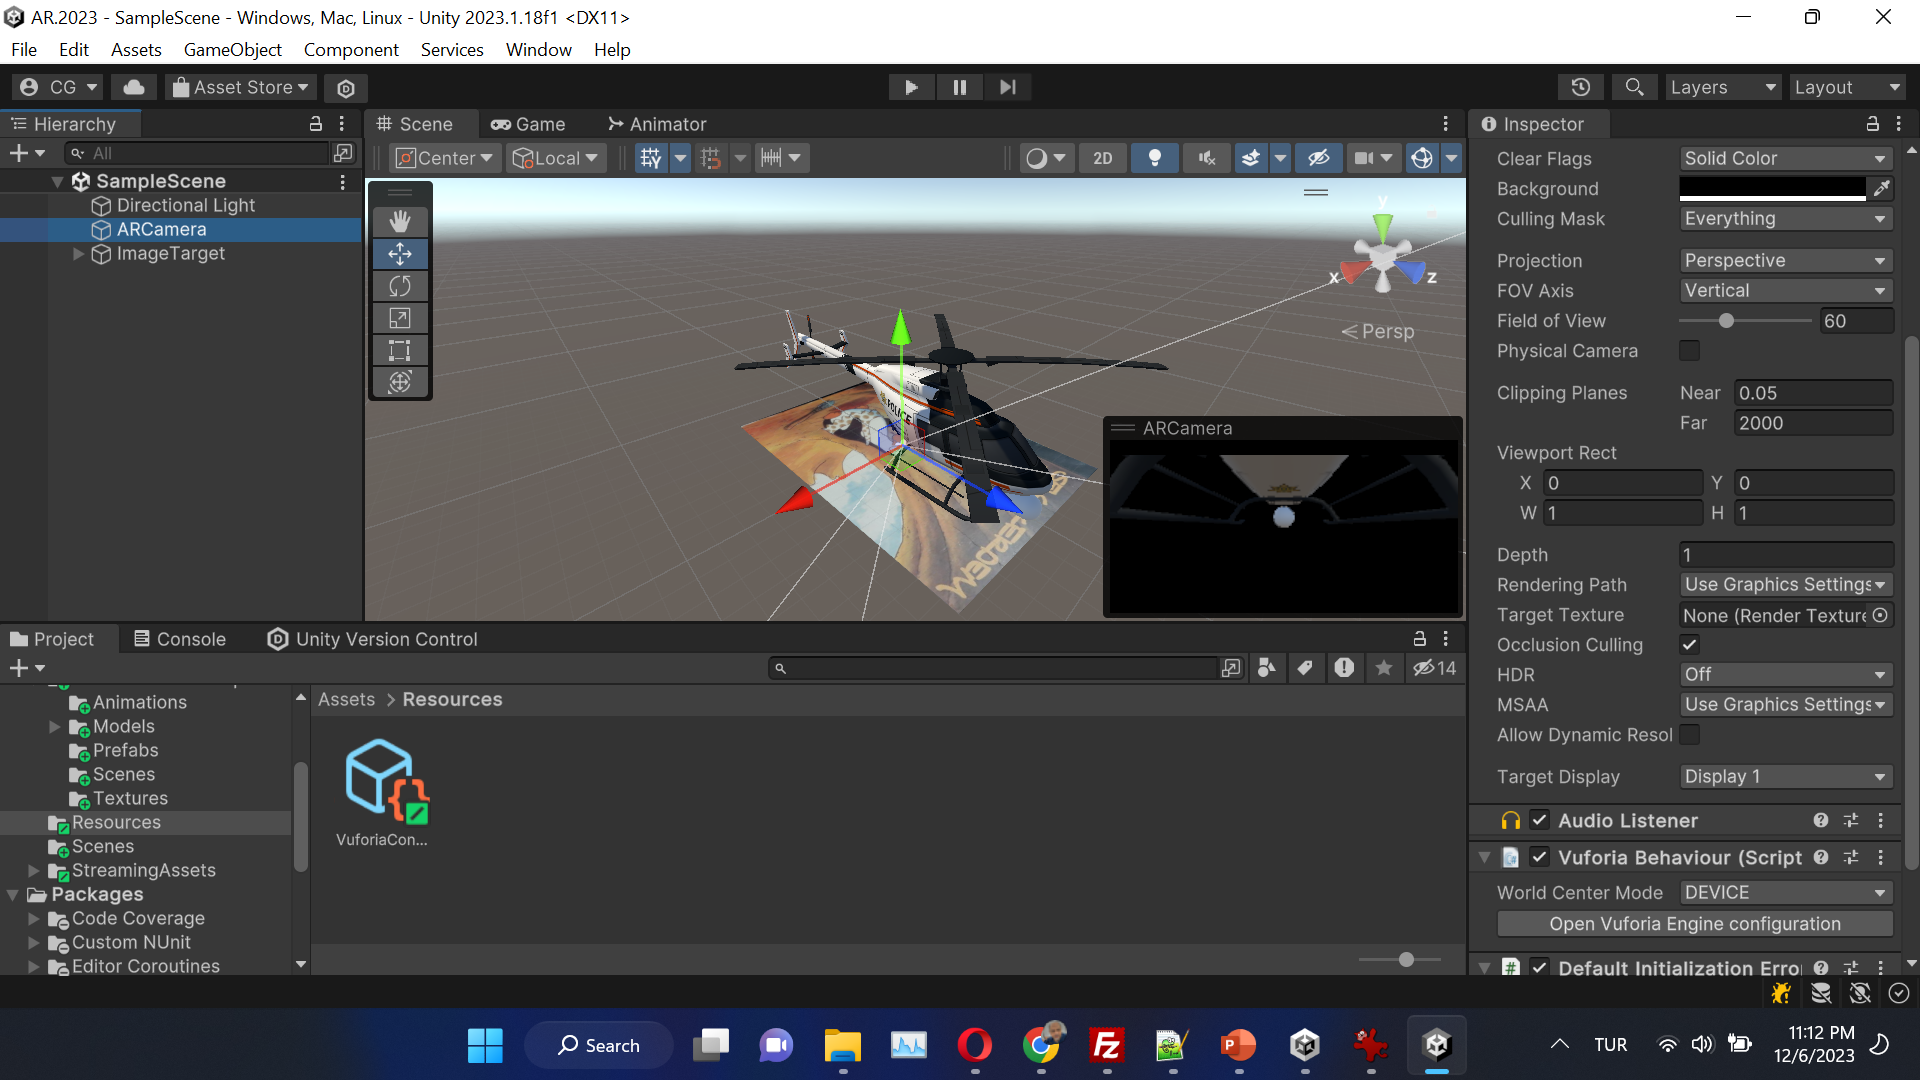 AR.2023 - SampleScene - Windows, Mac, Linux - Unity 2023.1.18f1 <DX11>
File Edit Assets GameObject Component Services Window Help
CG Asset Store Layers Layout
Hierarchy
All
SampleScene
Directional Light
ARCamera
ImageTarget
Scene Game Animator
Center Local 2D
y
x z
Persp
POLICE
ARCamera
Inspector
Clear Flags Solid Color
Background
Culling Mask Everything
Projection Perspective
FOV Axis Vertical
Field of View 60
Physical Camera
Clipping Planes Near 0.05
Far 2000
Viewport Rect
X 0 Y 0
W 1 H 1
Depth 1
Rendering Path Use Graphics Settings
Target Texture None (Render Texture
Occlusion Culling
HDR Off
MSAA Use Graphics Settings
Allow Dynamic Resol
Target Display Display 1
Audio Listener
Vuforia Behaviour (Script
World Center Mode DEVICE
Open Vuforia Engine configuration
Default Initialization Erro
Project Console Unity Version Control
14
Animations
Models
Prefabs
Scenes
Textures
Resources
Scenes
StreamingAssets
Packages
Code Coverage
Custom NUnit
Editor Coroutines
Assets > Resources
VuforiaCon...
Search
TUR
11:12 PM
12/6/2023